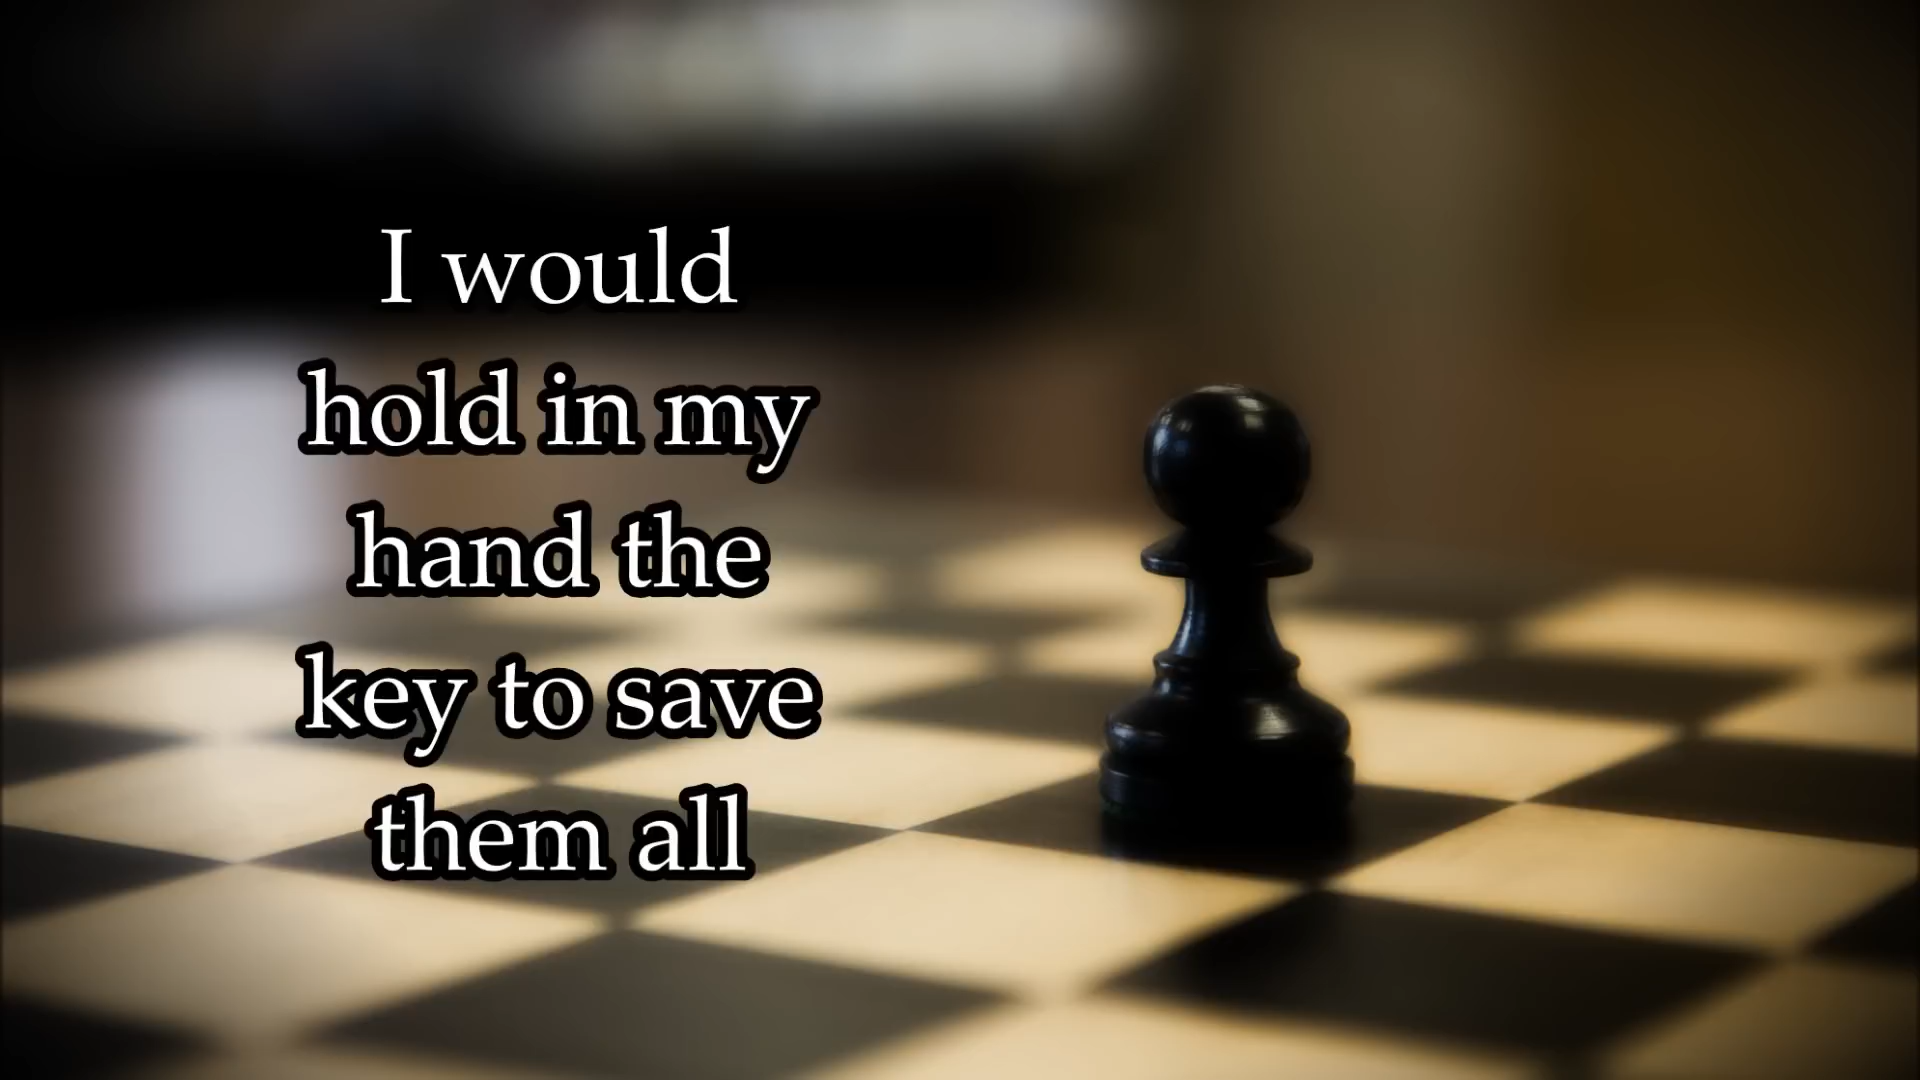 I would
hold in my
hand the
key to save
them all